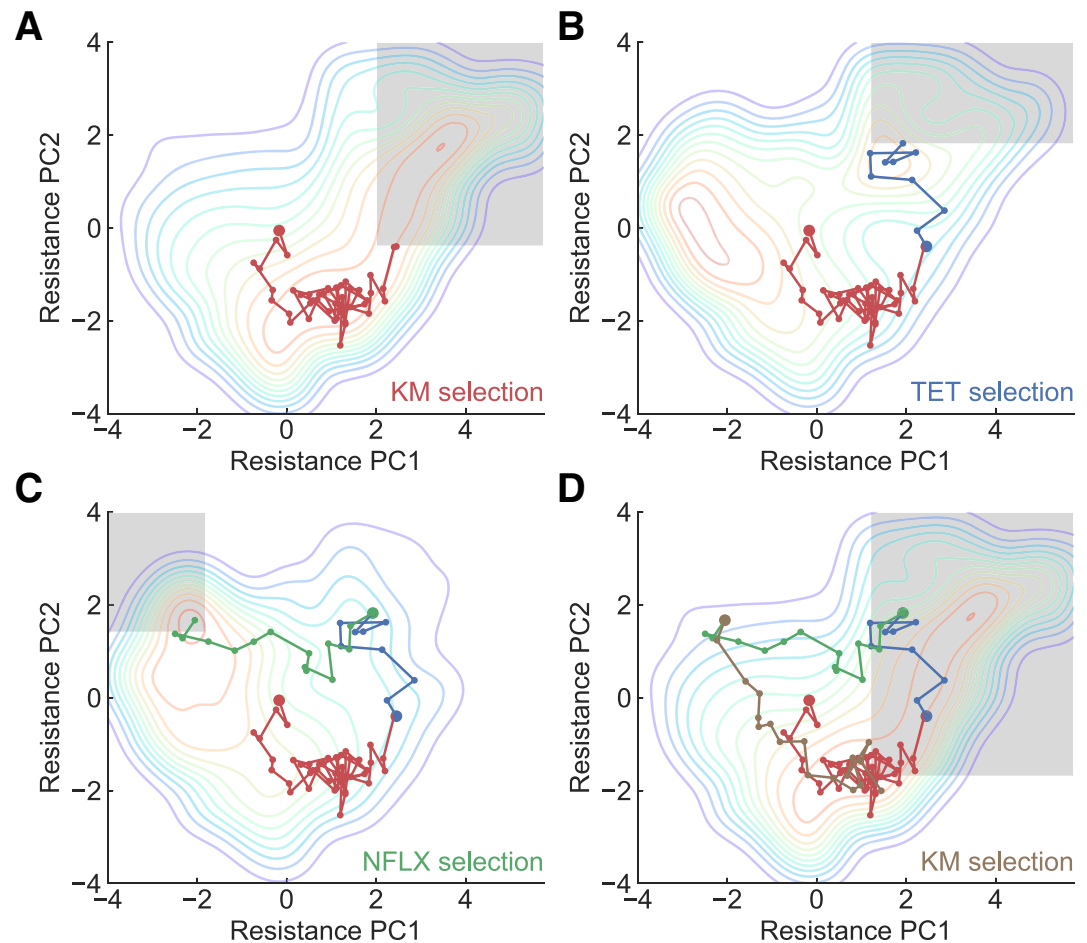 A
4
2
0
−2
−4
Resistance PC2
−4
−2
0
2
4
Resistance PC1
KM selection
B
4
2
0
−2
−4
Resistance PC2
−4
−2
0
2
4
Resistance PC1
TET selection
C
4
2
0
−2
−4
Resistance PC2
−4
−2
0
2
4
Resistance PC1
NFLX selection
D
4
2
0
−2
−4
Resistance PC2
−4
−2
0
2
4
Resistance PC1
KM selection